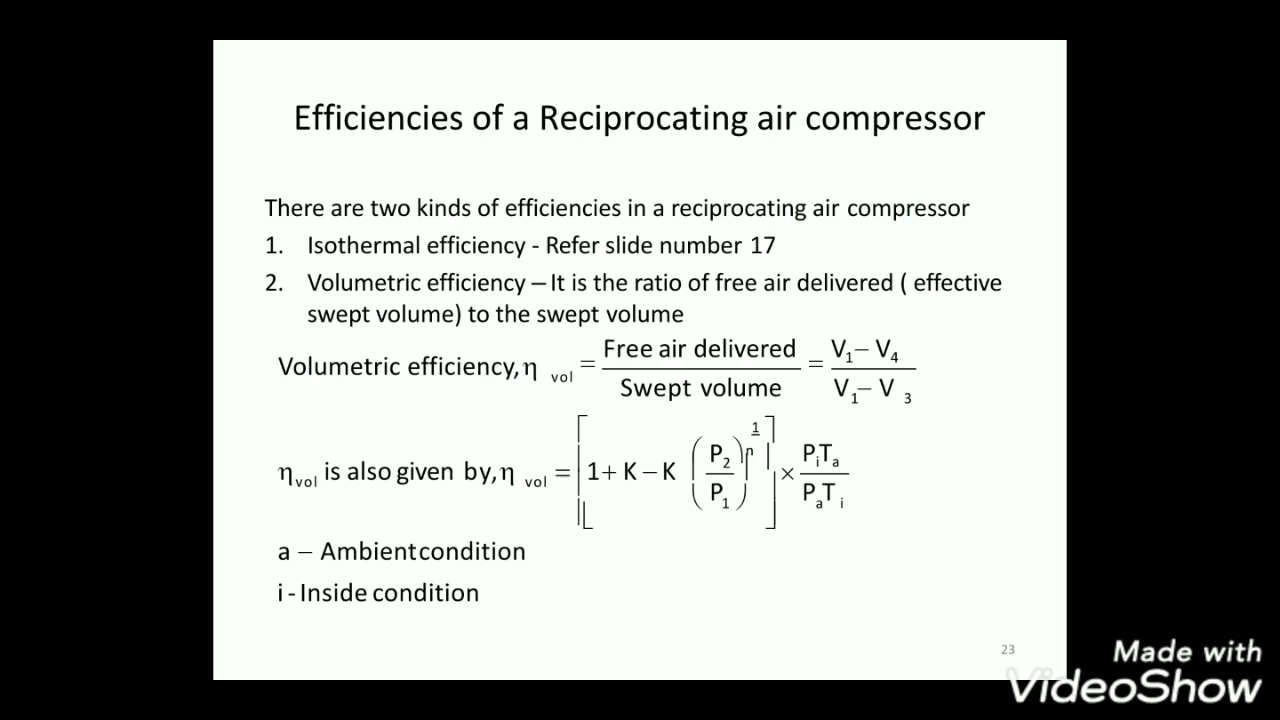 Efficiencies of a Reciprocating air compressor
There are two kinds of efficiencies in a reciprocating air compressor
1. Isothermal efficiency - Refer slide number 17
2. Volumetric efficiency – It is the ratio of free air delivered ( effective
swept volume) to the swept volume
Volumetric efficiency, η vol = Free air delivered / Swept volume = V₁ − V₄ / V₁ − V ₃
ηvol is also given by, η vol = [1 + K − K (P₂ / P₁)^(1/n)] × PᵢTₐ / PₐT ᵢ
a – Ambient condition
i - Inside condition
23
Made with
VideoShow